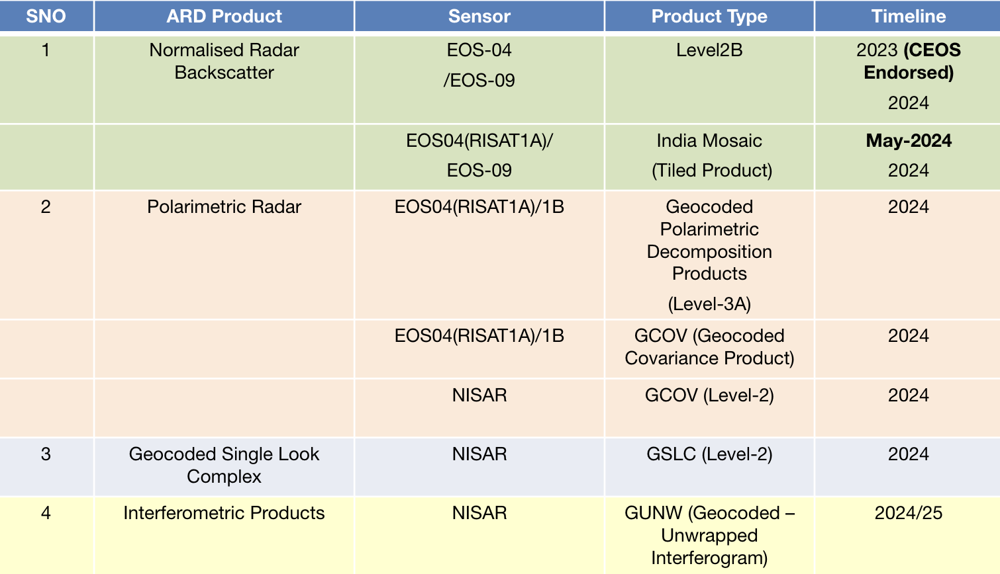 SNO ARD Product Sensor Product Type Timeline
1 Normalised Radar EOS-04 Level2B 2023 (CEOS
Backscatter /EOS-09 Endorsed)
2024
EOS04(RISAT1A)/ India Mosaic May-2024
EOS-09 (Tiled Product) 2024
2 Polarimetric Radar EOS04(RISAT1A)/1B Geocoded 2024
Polarimetric
Decomposition
Products
(Level-3A)
EOS04(RISAT1A)/1B GCOV (Geocoded 2024
Covariance Product)
NISAR GCOV (Level-2) 2024
3 Geocoded Single Look NISAR GSLC (Level-2) 2024
Complex
4 Interferometric Products NISAR GUNW (Geocoded – 2024/25
Unwrapped
Interferogram)